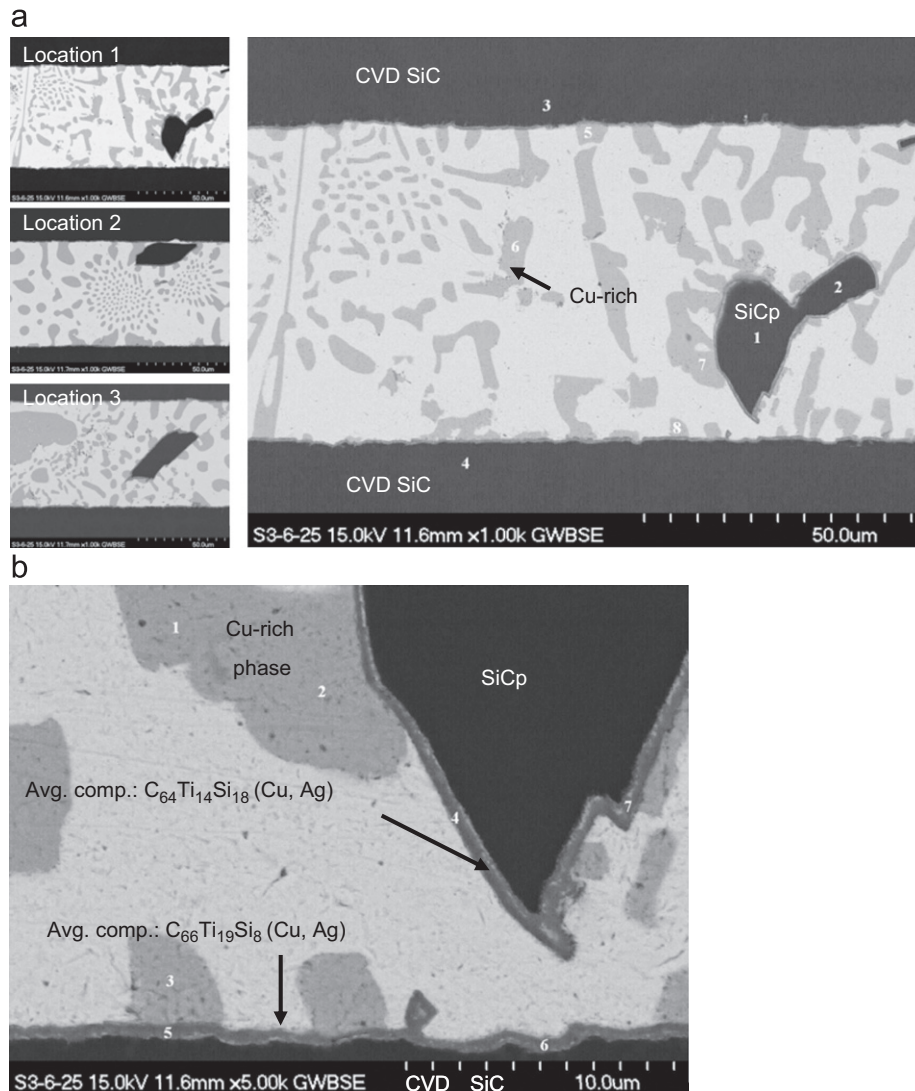 a
Location 1
S3-6-25 15.0kV 11.6mm x1.00k GWBSE 50.0um
Location 2
S3-6-25 15.0kV 11.7mm x1.00k GWBSE 50.0um
Location 3
S3-6-25 15.0kV 11.7mm x1.00k GWBSE 50.0um
CVD SiC
3
5
6
Cu-rich
2
SiCp
1
7
8
4
CVD SiC
S3-6-25 15.0kV 11.6mm x1.00k GWBSE 50.0um
b
1
Cu-rich
phase
2
SiCp
Avg. comp.: C64Ti14Si18 (Cu, Ag)
4
7
Avg. comp.: C66Ti19Si8 (Cu, Ag)
3
5
6
S3-6-25 15.0kV 11.6mm x5.00k GWBSE CVD SiC 10.0um